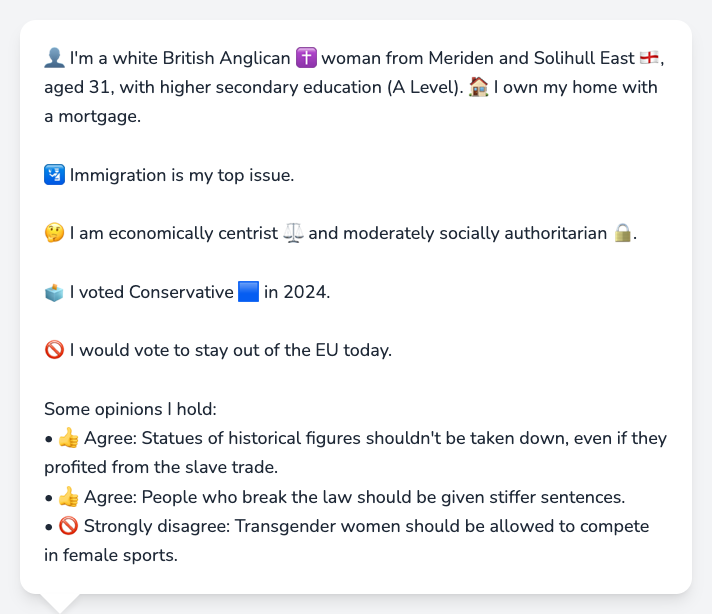 👤 I'm a white British Anglican ✝️ woman from Meriden and Solihull East 🏴󠁧󠁢󠁥󠁮󠁧󠁿,
aged 31, with higher secondary education (A Level). 🏠 I own my home with
a mortgage.
🛂 Immigration is my top issue.
🤔 I am economically centrist ⚖️ and moderately socially authoritarian 🔒.
🗳️ I voted Conservative 🟦 in 2024.
🚫 I would vote to stay out of the EU today.
Some opinions I hold:
• 👍 Agree: Statues of historical figures shouldn't be taken down, even if they
profited from the slave trade.
• 👍 Agree: People who break the law should be given stiffer sentences.
• 🚫 Strongly disagree: Transgender women should be allowed to compete
in female sports.